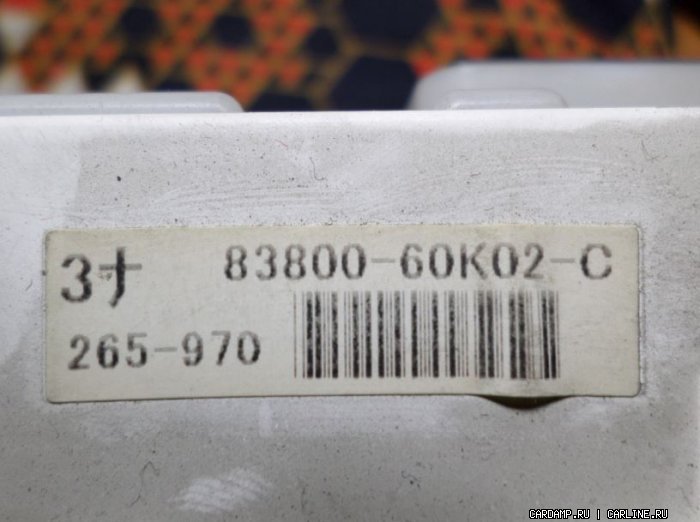 3ナ 83800-60K02-C
265-970
CARDAMP.RU | CARLINE.RU